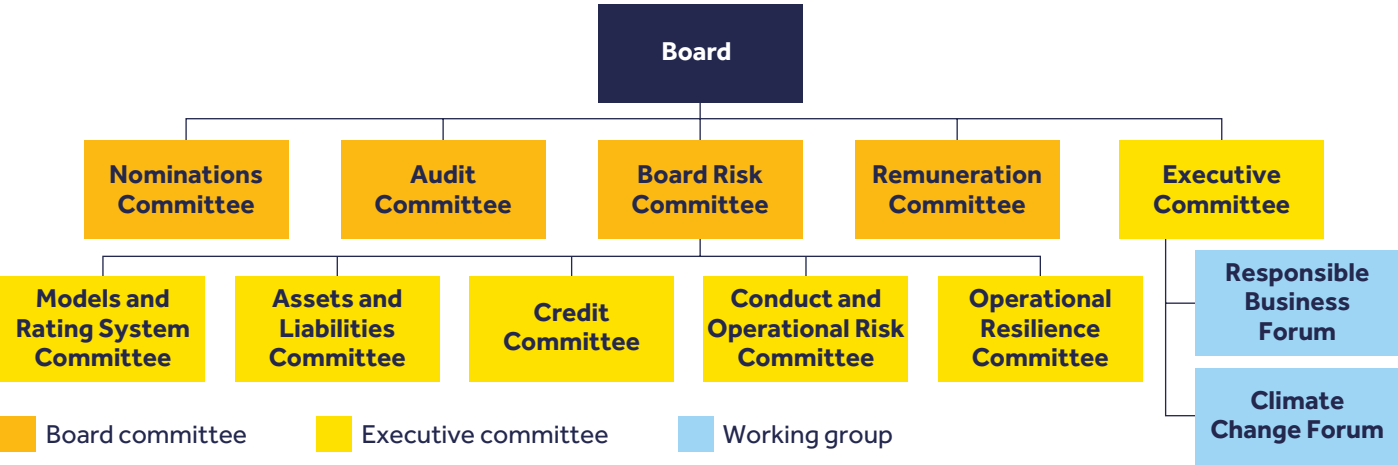 Board
Nominations
Committee
Audit
Committee
Board Risk
Committee
Remuneration
Committee
Executive
Committee
Models and
Rating System
Committee
Assets and
Liabilities
Committee
Credit
Committee
Conduct and
Operational Risk
Committee
Operational
Resilience
Committee
Responsible
Business
Forum
Climate
Change Forum
Board committee
Executive committee
Working group